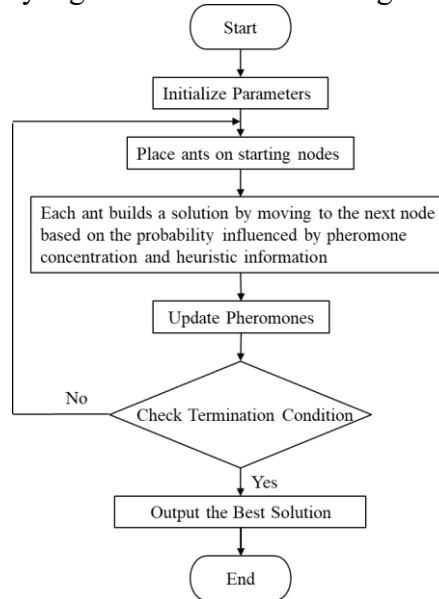 Start
Initialize Parameters
Place ants on starting nodes
Each ant builds a solution by moving to the next node
based on the probability influenced by pheromone
concentration and heuristic information
Update Pheromones
No
Check Termination Condition
Yes
Output the Best Solution
End